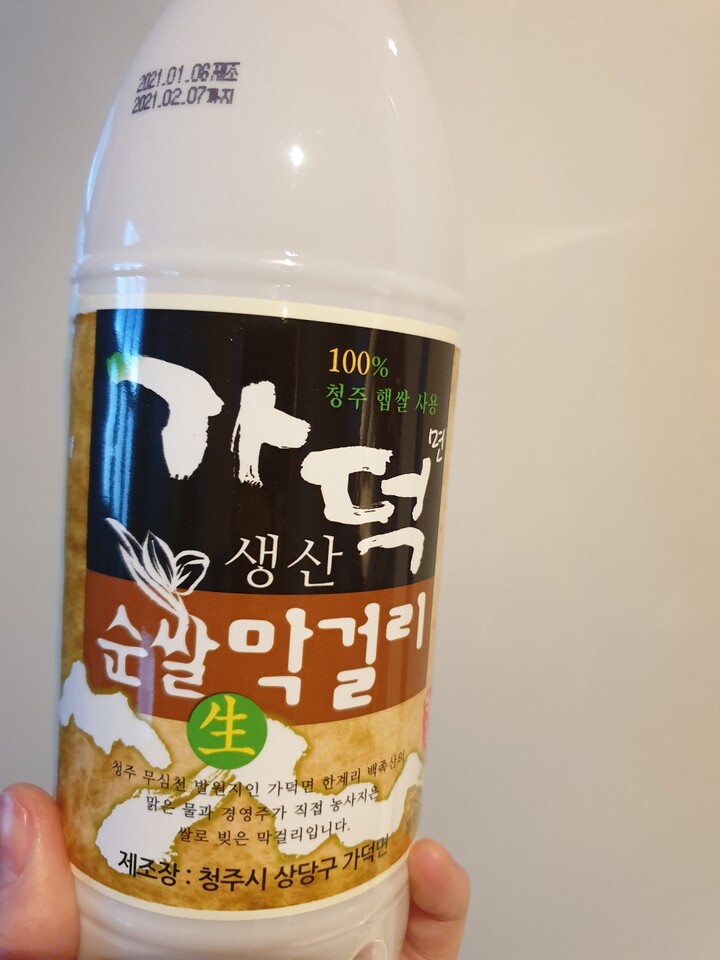 2021.01.06제조
2021.02.07까지
100%
청주 햅쌀 사용
가덕면
생산
순쌀막걸리
生
청주 무심천 발원지인 가덕면 한계리 백족산의
맑은 물과 경영주가 직접 농사지은
쌀로 빚은 막걸리입니다.
제조장 : 청주시 상당구 가덕면